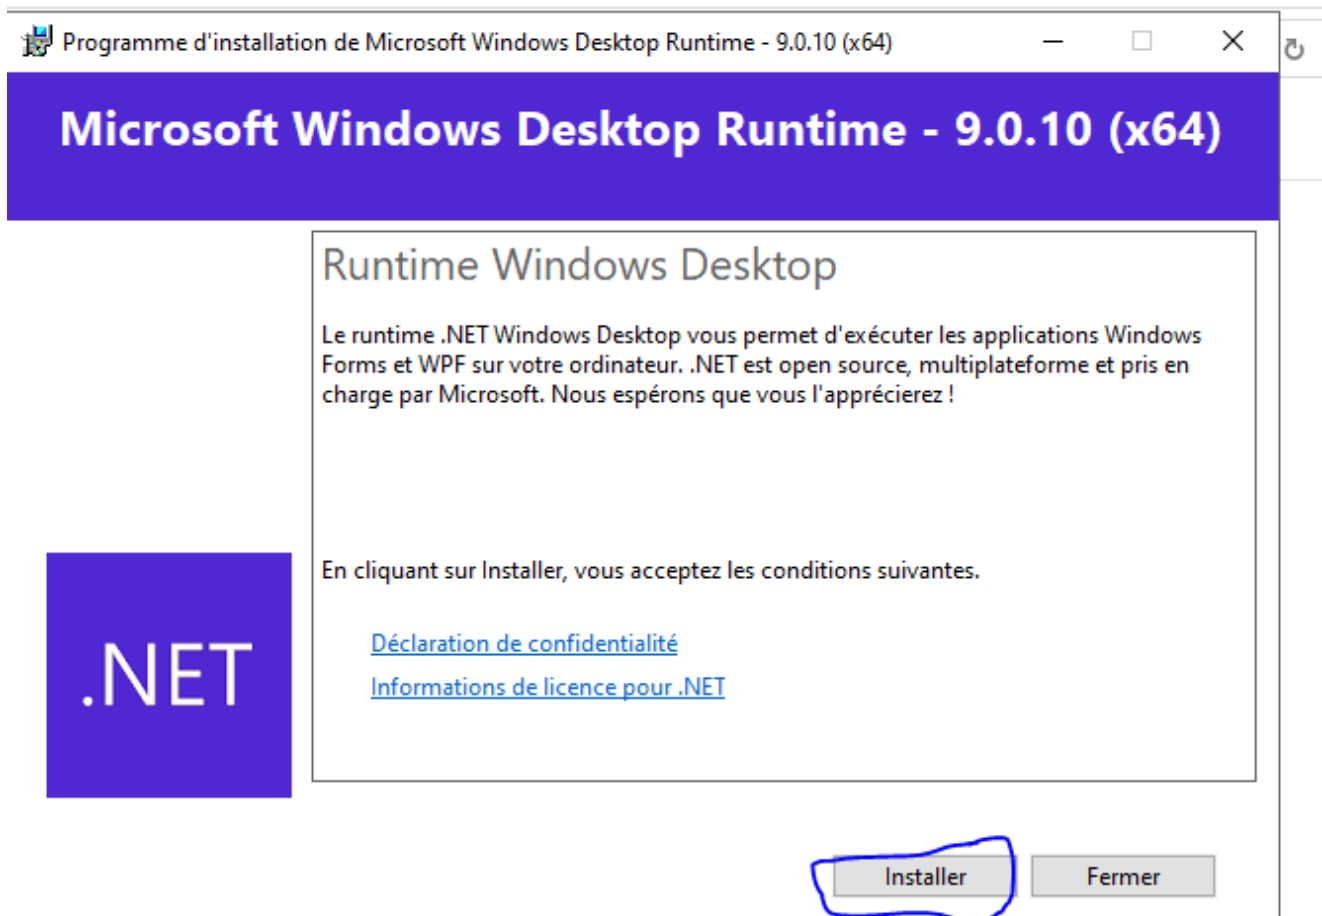 Programme d'installation de Microsoft Windows Desktop Runtime - 9.0.10 (x64)
Microsoft Windows Desktop Runtime - 9.0.10 (x64)
Runtime Windows Desktop
Le runtime .NET Windows Desktop vous permet d'exécuter les applications Windows
Forms et WPF sur votre ordinateur. .NET est open source, multiplateforme et pris en
charge par Microsoft. Nous espérons que vous l'apprécierez !
En cliquant sur Installer, vous acceptez les conditions suivantes.
Déclaration de confidentialité
Informations de licence pour .NET
.NET
Installer
Fermer